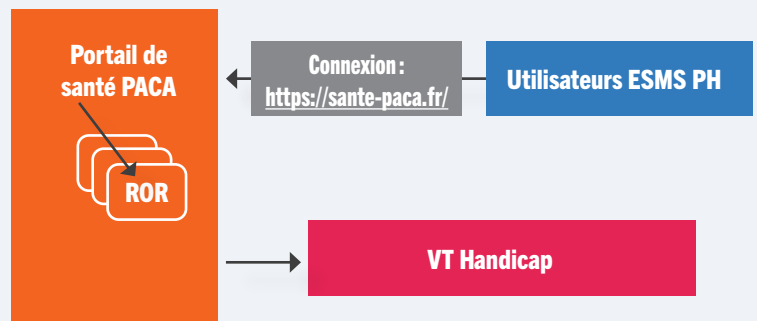 Portail de
santé PACA
ROR
Connexion :
https://sante-paca.fr/
Utilisateurs ESMS PH
VT Handicap